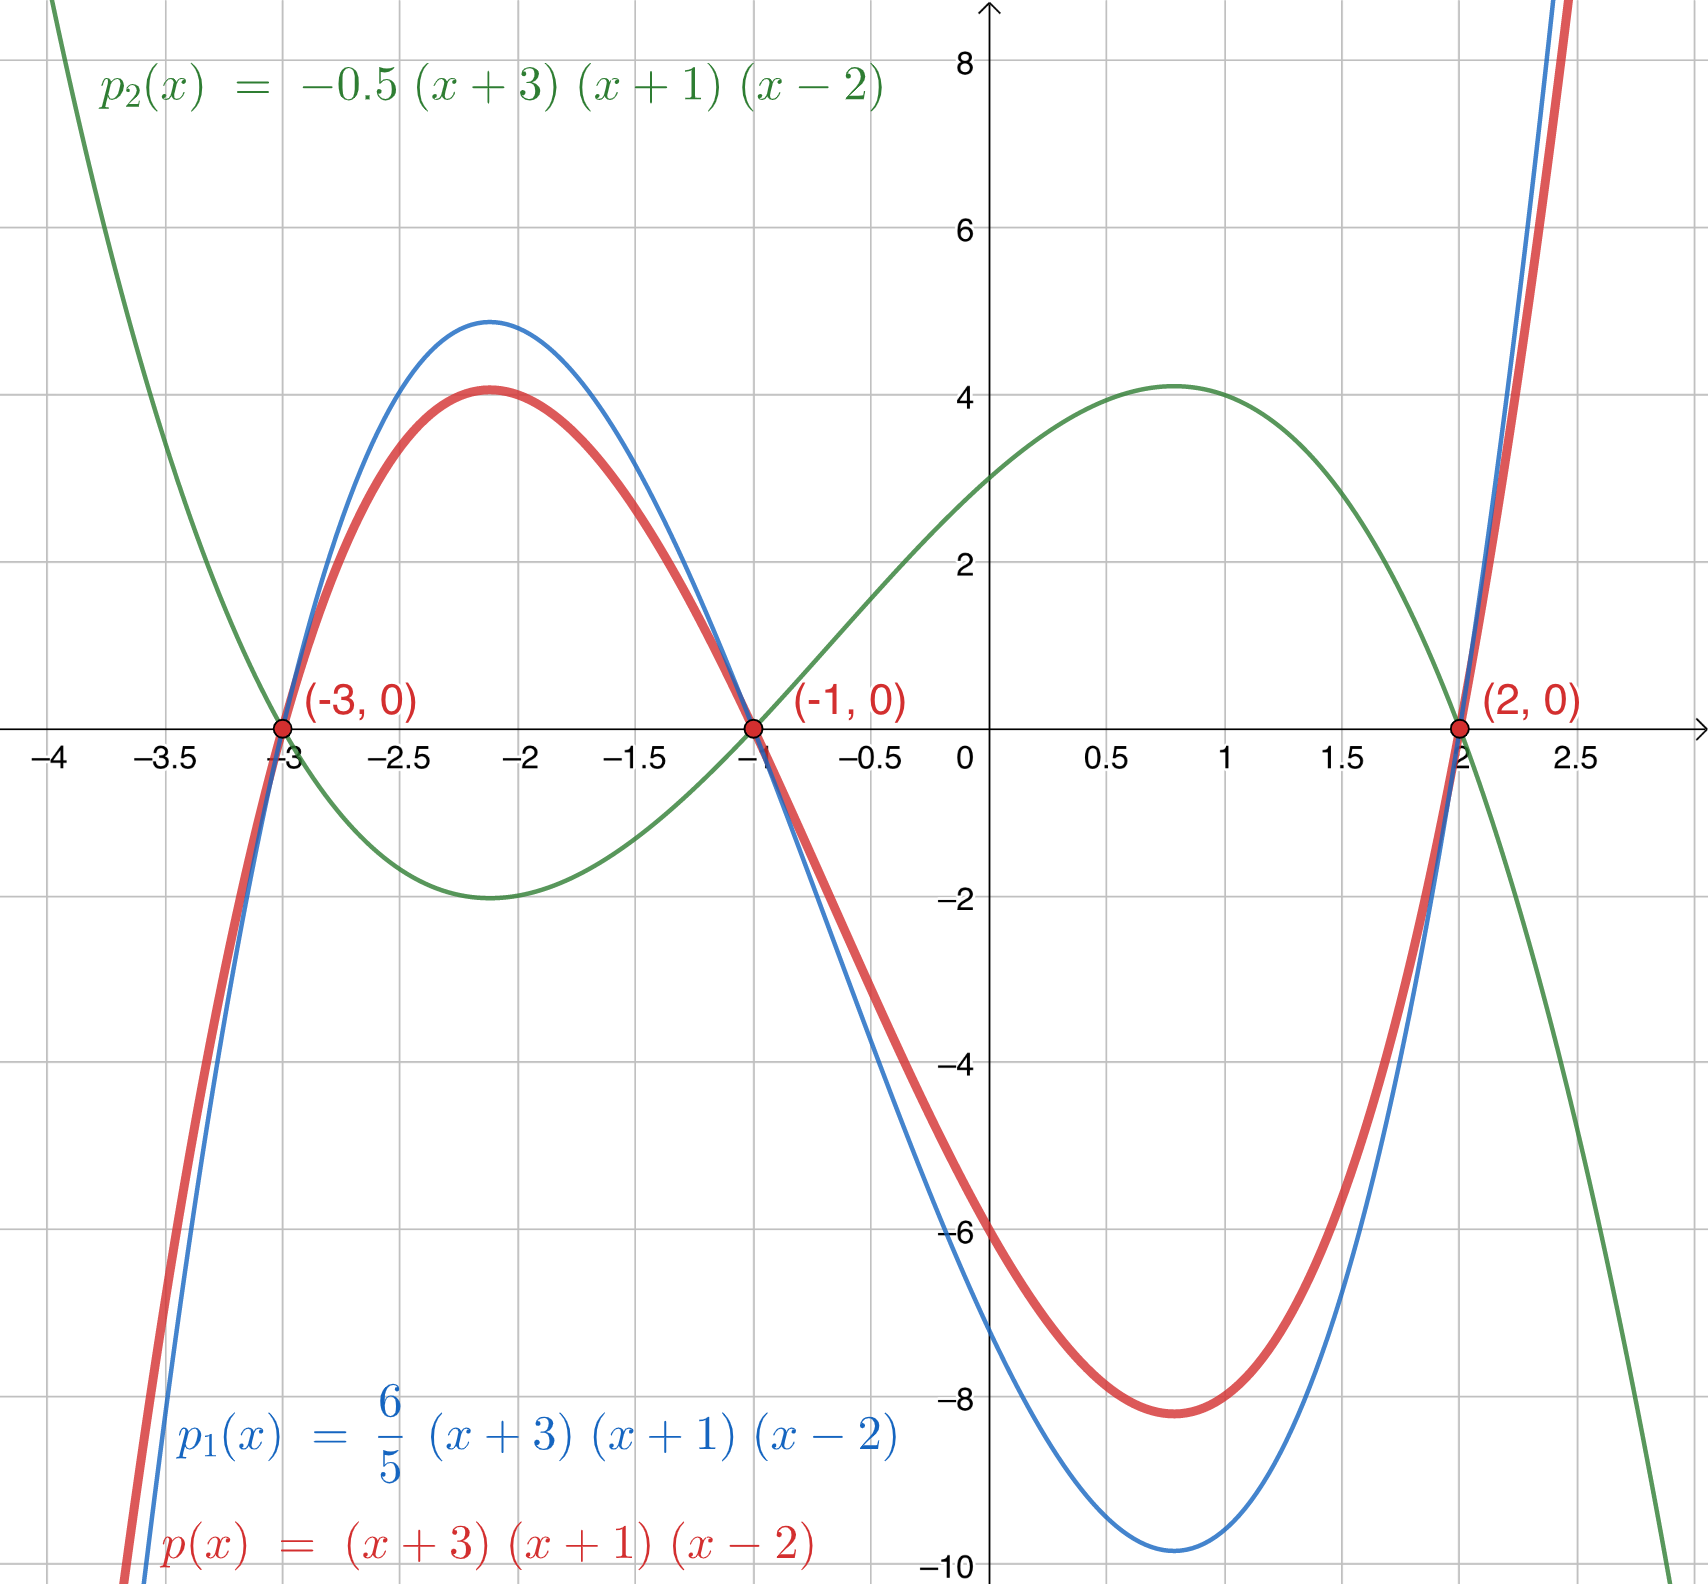 8
p₂(x) = −0.5 (x + 3) (x + 1) (x − 2)
6
4
2
(-3, 0) (-1, 0) (2, 0)
–4 –3.5 –3 –2.5 –2 –1.5 –1 –0.5 0 0.5 1 1.5 2 2.5
–2
–4
–6
–8
p₁(x) = 6/5 (x + 3) (x + 1) (x − 2)
p(x) = (x + 3) (x + 1) (x − 2)
–10